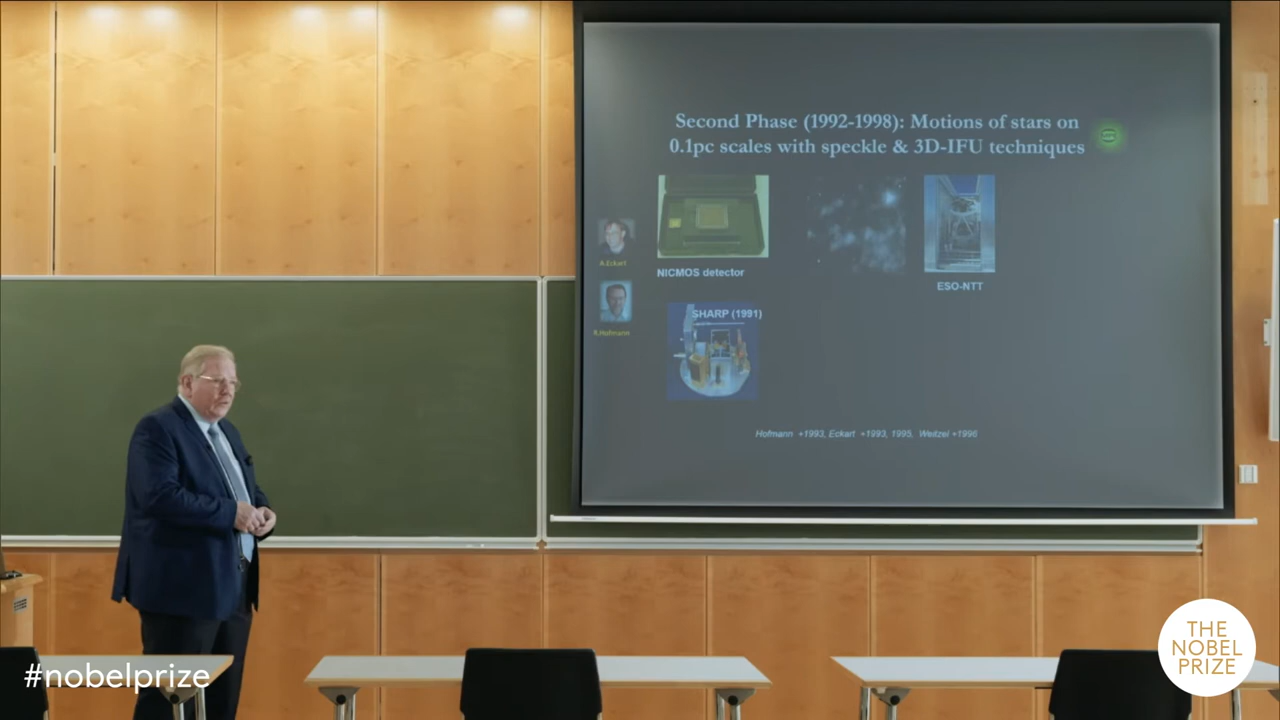 Second Phase (1992-1998): Motions of stars on
0.1pc scales with speckle & 3D-IFU techniques
A.Eckart
NICMOS detector
ESO-NTT
R.Hofmann
SHARP (1991)
Hofmann +1993, Eckart +1993, 1995, Weitzel +1996
#nobelprize
THE
NOBEL
PRIZE